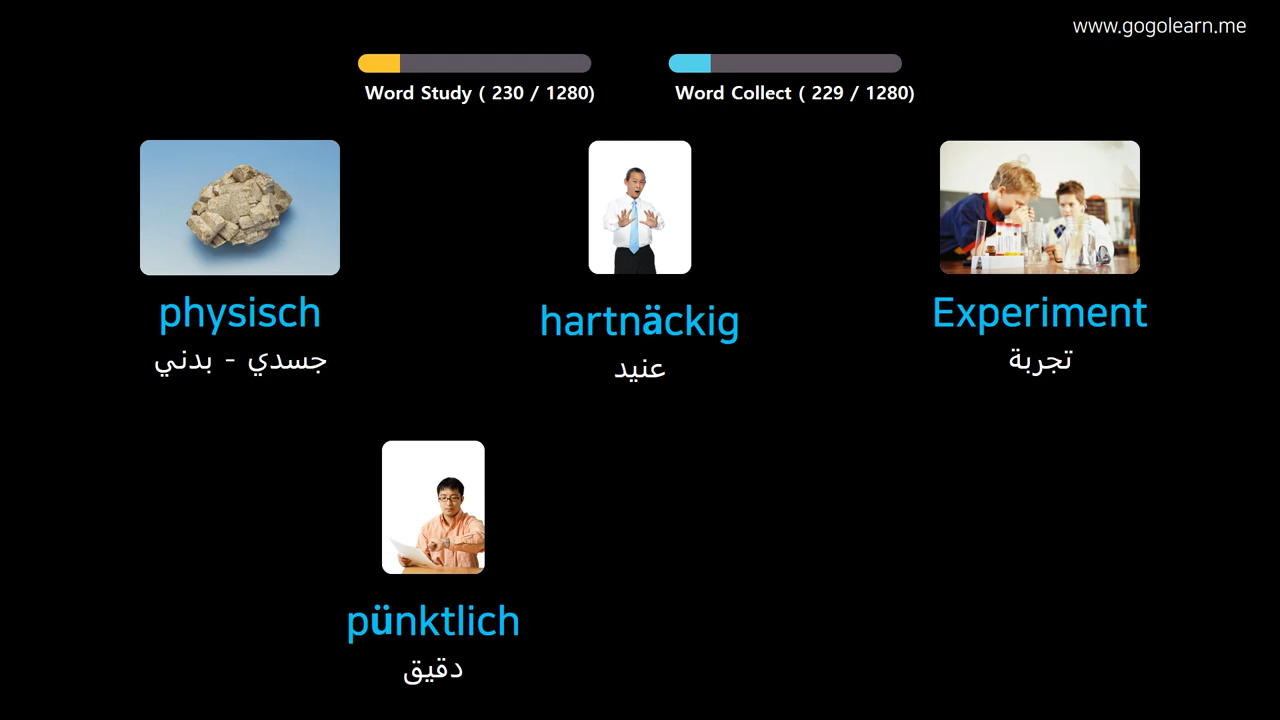 www.gogolearn.me
Word Study ( 230 / 1280)
Word Collect ( 229 / 1280)
physisch
جسدي - بدني
hartnäckig
عنيد
Experiment
تجربة
pünktlich
دقيق